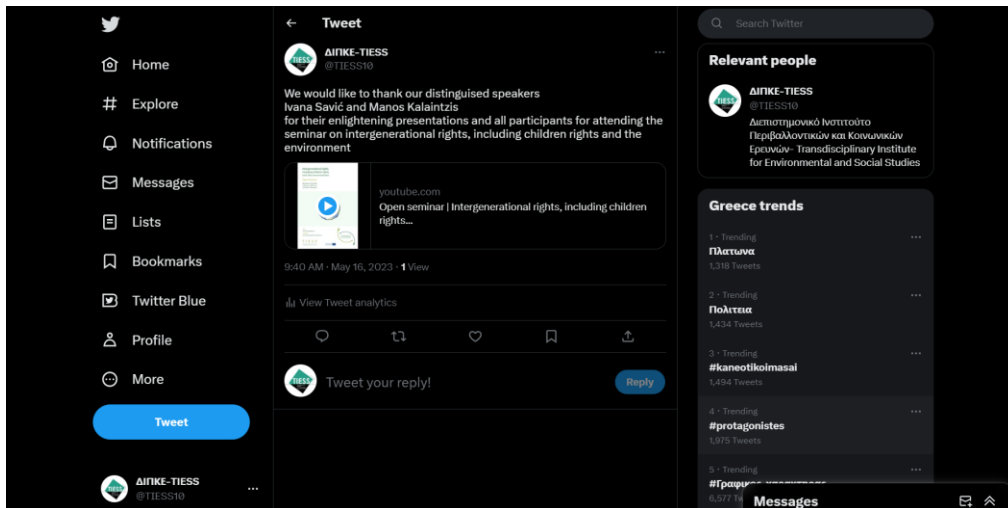 Home
Explore
Notifications
Messages
Lists
Bookmarks
Twitter Blue
Profile
More
Tweet
ΔΙΠΚΕ-TIESS
@TIESS10
Tweet
ΔΙΠΚΕ-TIESS
@TIESS10
We would like to thank our distinguised speakers
Ivana Savić and Manos Kalaintzis
for their enlightening presentations and all participants for attending the
seminar on intergenerational rights, including children rights and the
environment
youtube.com
Open seminar | Intergenerational rights, including children
rights...
9:40 AM · May 16, 2023 · 1 View
View Tweet analytics
TIESS
Tweet your reply!
Reply
Search Twitter
Relevant people
ΔΙΠΚΕ-TIESS
@TIESS10
Διεπιστημονικό Ινστιτούτο
Περιβαλλοντικών και Κοινωνικών
Ερευνών- Transdisciplinary Institute
for Environmental and Social Studies
Greece trends
1 · Trending
Πλατωνα
1,318 Tweets
2 · Trending
Πολιτεια
1,434 Tweets
3 · Trending
#kaneotikoimasai
1,494 Tweets
4 · Trending
#protagonistes
1,975 Tweets
5 · Trending
6,577
Messages